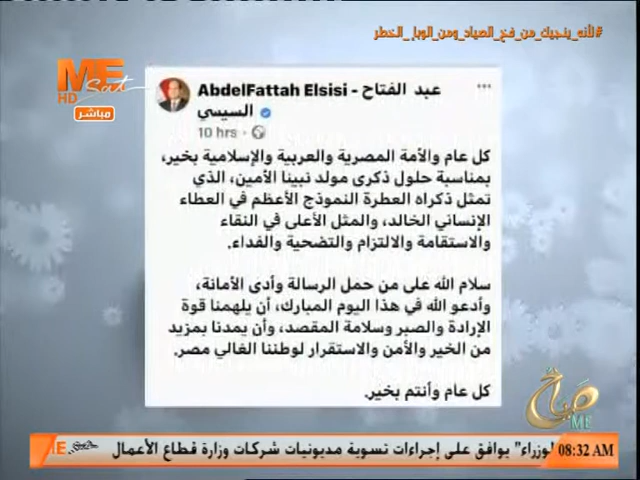 #لأنه_ينجيك_من_فخ_الصياد_ومن_الوبا_الخطر
ME Sat
HD
مباشر
AbdelFattah Elsisi - عبد الفتاح
السيسي
10 hrs ·
كل عام والأمة المصرية والعربية والإسلامية بخير،
بمناسبة حلول ذكرى مولد نبينا الأمين، الذي
تمثل ذكراه العطرة النموذج الأعظم في العطاء
الإنساني الخالد، والمثل الأعلى في النقاء
والاستقامة والالتزام والتضحية والفداء.
سلام الله على من حمل الرسالة وأدى الأمانة،
وأدعو الله في هذا اليوم المبارك، أن يلهمنا قوة
الإرادة والصبر وسلامة المقصد، وأن يمدنا بمزيد
من الخير والأمن والاستقرار لوطننا الغالي مصر.
كل عام وأنتم بخير.
صباح
ME
لوزراء" يوافق على إجراءات تسوية مديونيات شركات وزارة قطاع الأعمال
08:32 AM